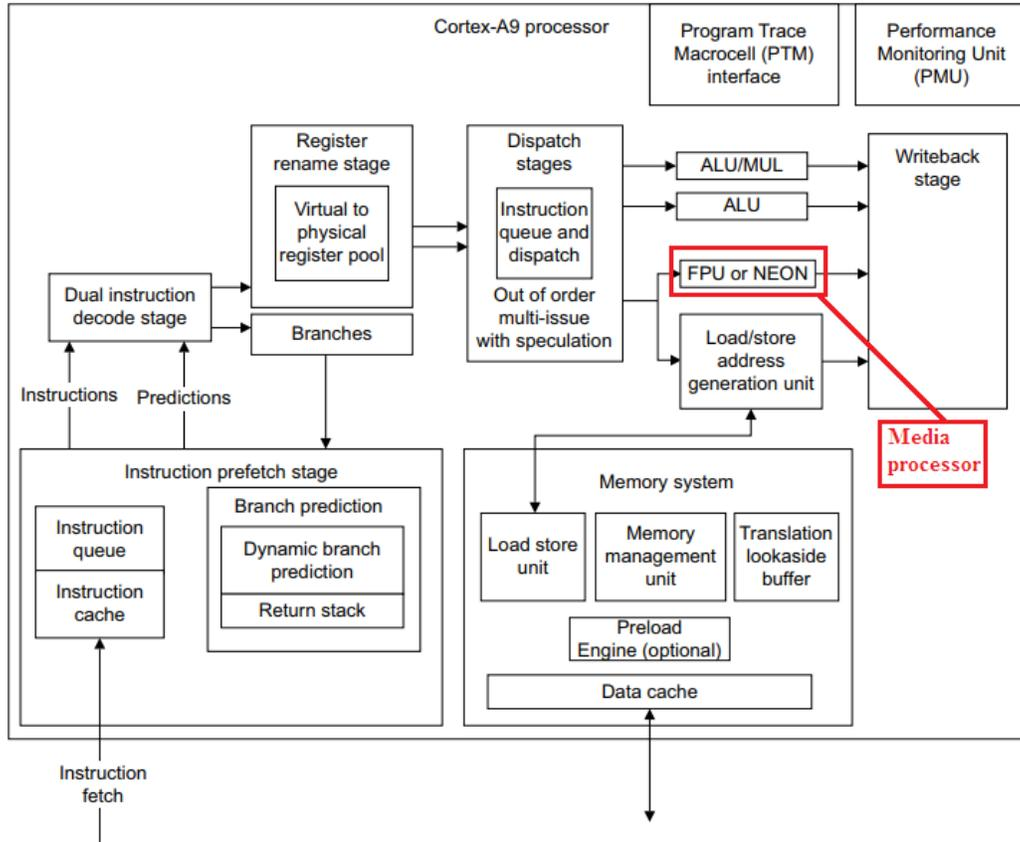 Cortex-A9 processor
Program Trace
Macrocell (PTM)
interface
Performance
Monitoring Unit
(PMU)
Register
rename stage
Virtual to
physical
register pool
Dispatch
stages
Instruction
queue and
dispatch
Out of order
multi-issue
with speculation
ALU/MUL
ALU
FPU or NEON
Load/store
address
generation unit
Writeback
stage
Dual instruction
decode stage
Branches
Instructions
Predictions
Media
processor
Instruction prefetch stage
Instruction
queue
Instruction
cache
Branch prediction
Dynamic branch
prediction
Return stack
Memory system
Load store
unit
Memory
management
unit
Translation
lookaside
buffer
Preload
Engine (optional)
Data cache
Instruction
fetch